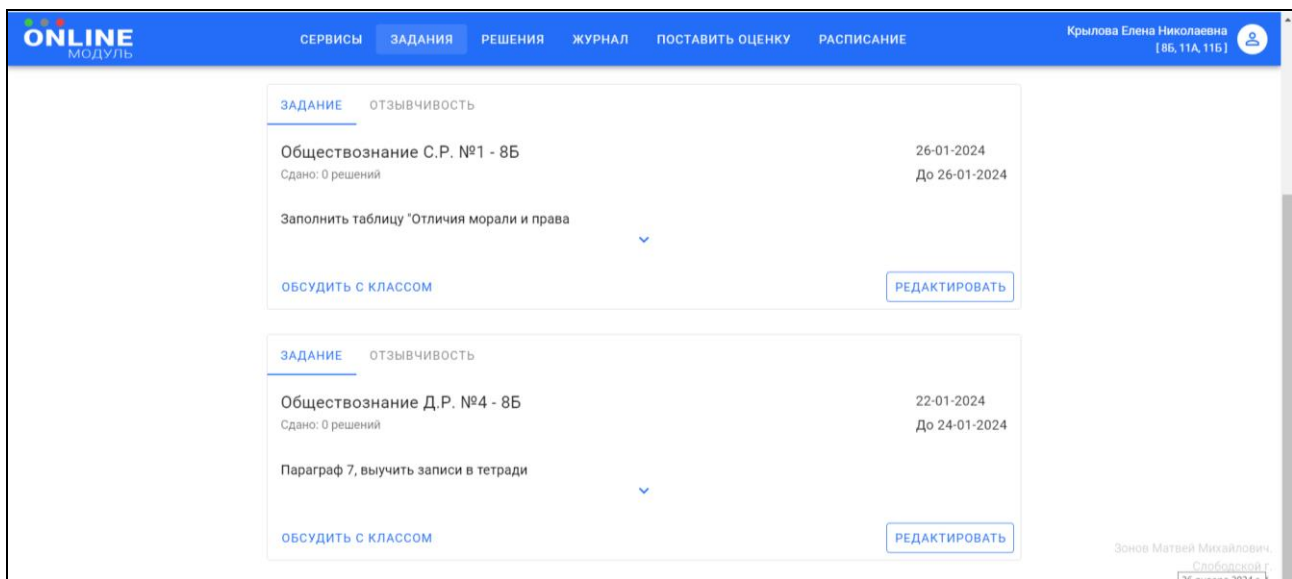 ONLINE
МОДУЛЬ
СЕРВИСЫ ЗАДАНИЯ РЕШЕНИЯ ЖУРНАЛ ПОСТАВИТЬ ОЦЕНКУ РАСПИСАНИЕ
Крылова Елена Николаевна
[ 8Б, 11А, 11Б ]
ЗАДАНИЕ ОТЗЫВЧИВОСТЬ
Обществознание С.Р. №1 - 8Б
26-01-2024
Сдано: 0 решений
До 26-01-2024
Заполнить таблицу "Отличия морали и права
ОБСУДИТЬ С КЛАССОМ
РЕДАКТИРОВАТЬ
ЗАДАНИЕ ОТЗЫВЧИВОСТЬ
Обществознание Д.Р. №4 - 8Б
22-01-2024
Сдано: 0 решений
До 24-01-2024
Параграф 7, выучить записи в тетради
ОБСУДИТЬ С КЛАССОМ
РЕДАКТИРОВАТЬ
Зонов Матвей Михайлович.
Слободской г.